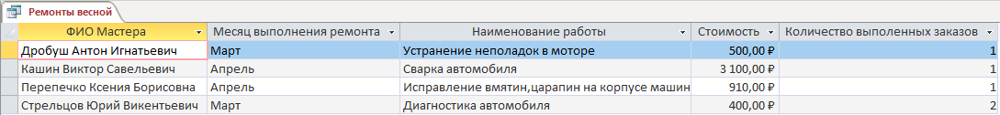 Ремонты весной
ФИО Мастера Месяц выполнения ремонта Наименование работы Стоимость Количество выполенных заказов
Дробуш Антон Игнатьевич Март Устранение неполадок в моторе 500,00 ₽ 1
Кашин Виктор Савельевич Апрель Сварка автомобиля 3 100,00 ₽ 1
Перепечко Ксения Борисовна Апрель Исправление вмятин,царапин на корпусе машин 910,00 ₽ 1
Стрельцов Юрий Викентьевич Март Диагностика автомобиля 400,00 ₽ 2